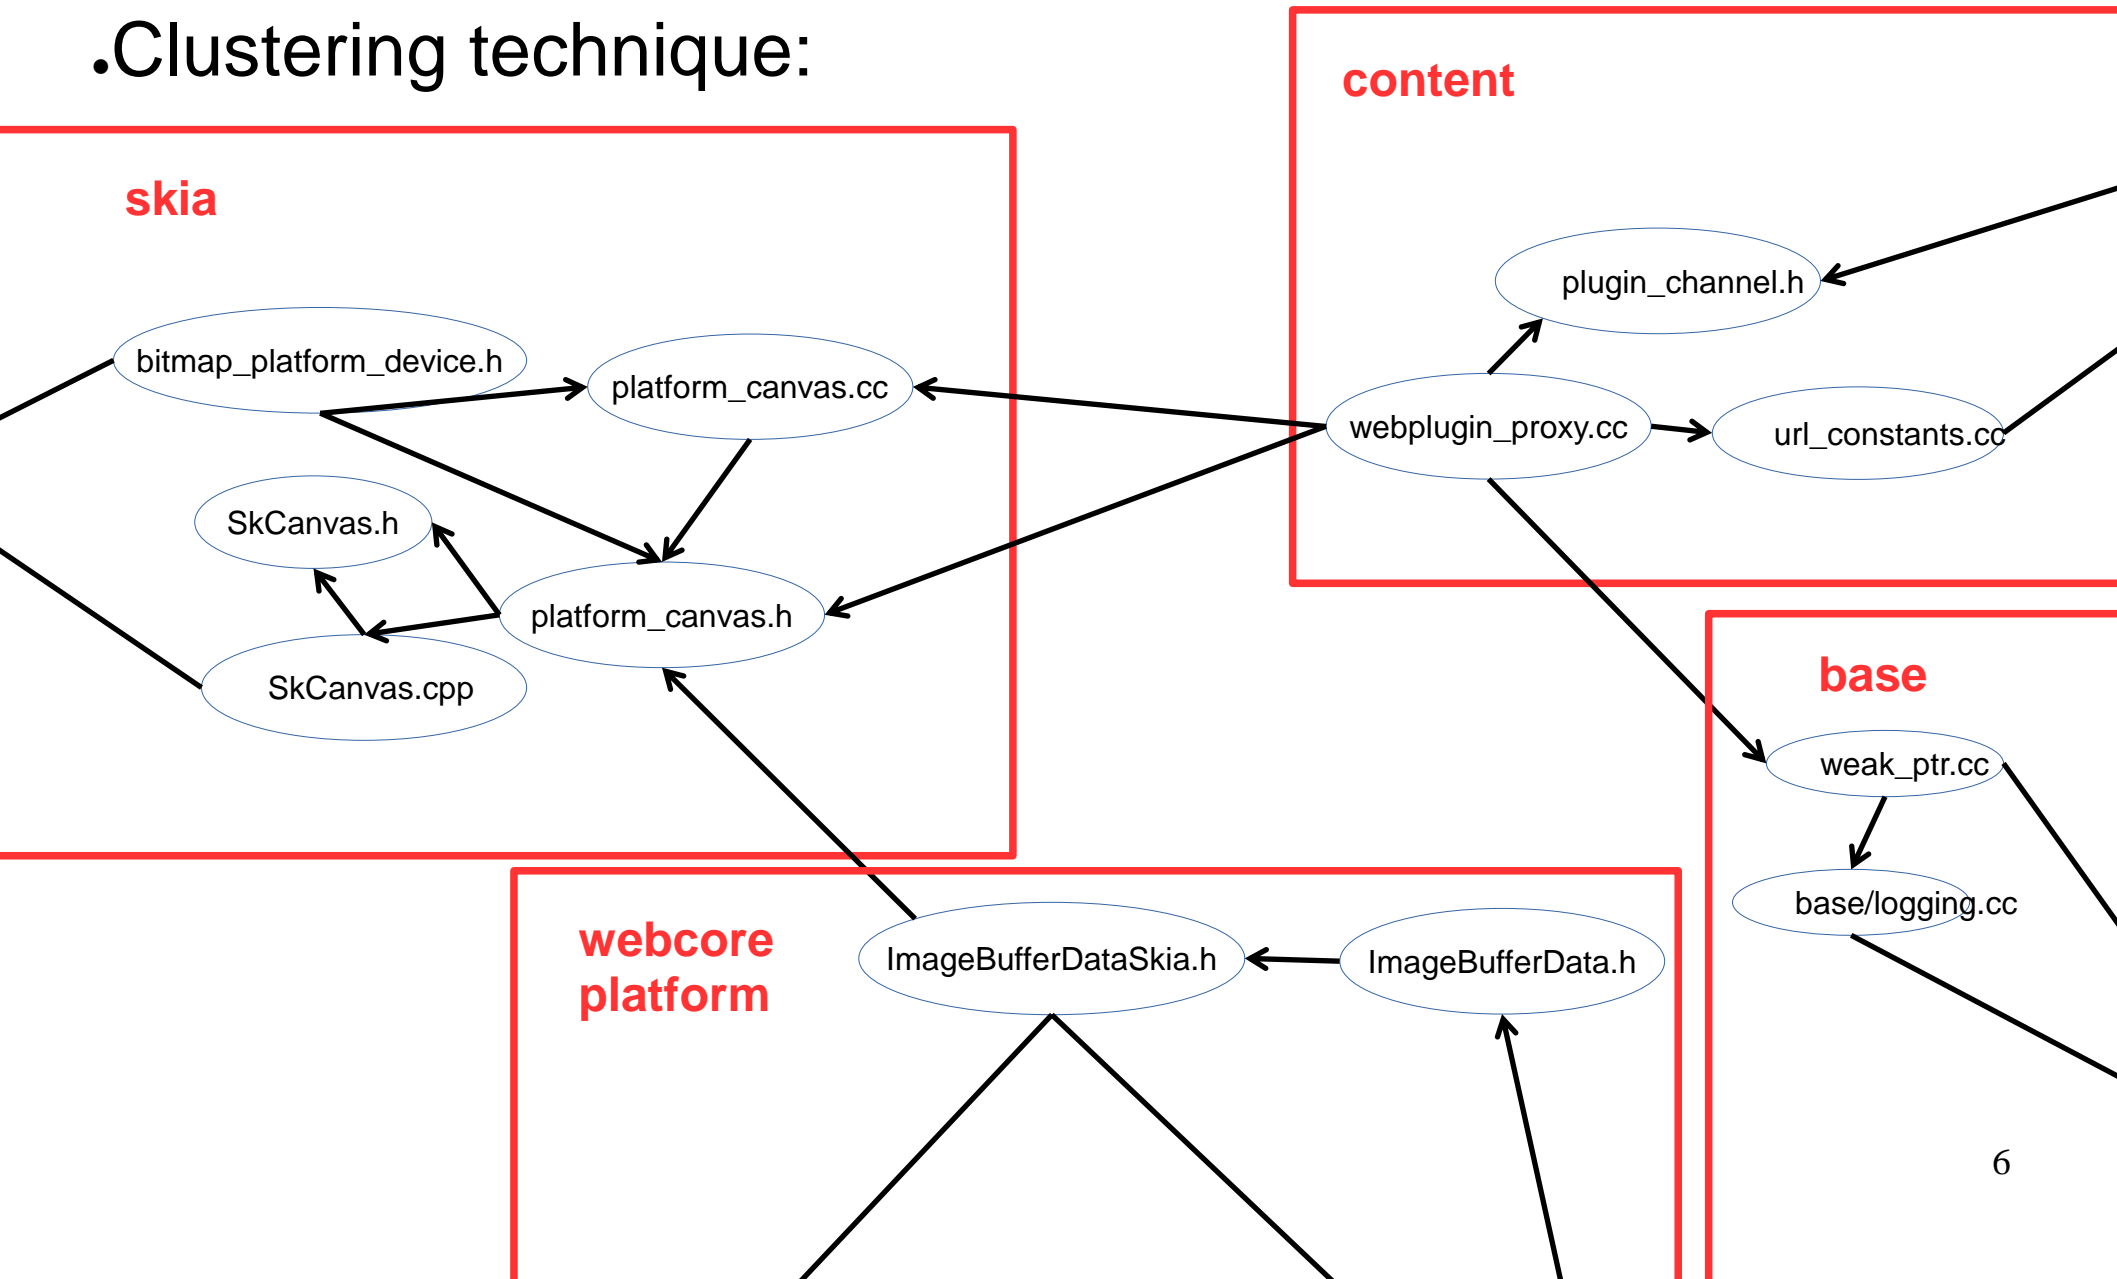 ●Clustering technique:
content
skia
plugin_channel.h
bitmap_platform_device.h
platform_canvas.cc
webplugin_proxy.cc
url_constants.cc
SkCanvas.h
platform_canvas.h
SkCanvas.cpp
base
weak_ptr.cc
base/logging.cc
webcore
platform
ImageBufferDataSkia.h
ImageBufferData.h
6